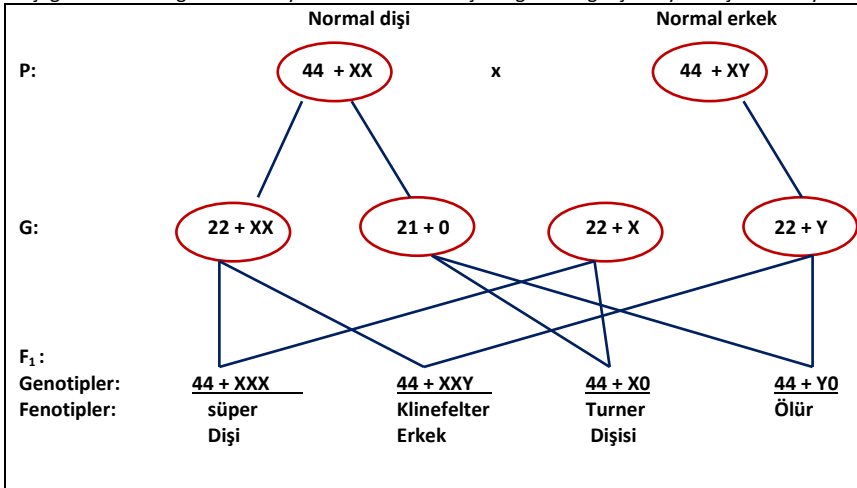 Normal dişi Normal erkek
P: 44 + XX x 44 + XY
G: 22 + XX 21 + 0 22 + X 22 + Y
F₁ :
Genotipler: 44 + XXX 44 + XXY 44 + X0 44 + Y0
Fenotipler: süper Klinefelter Turner Ölür
Dişi Erkek Dişisi